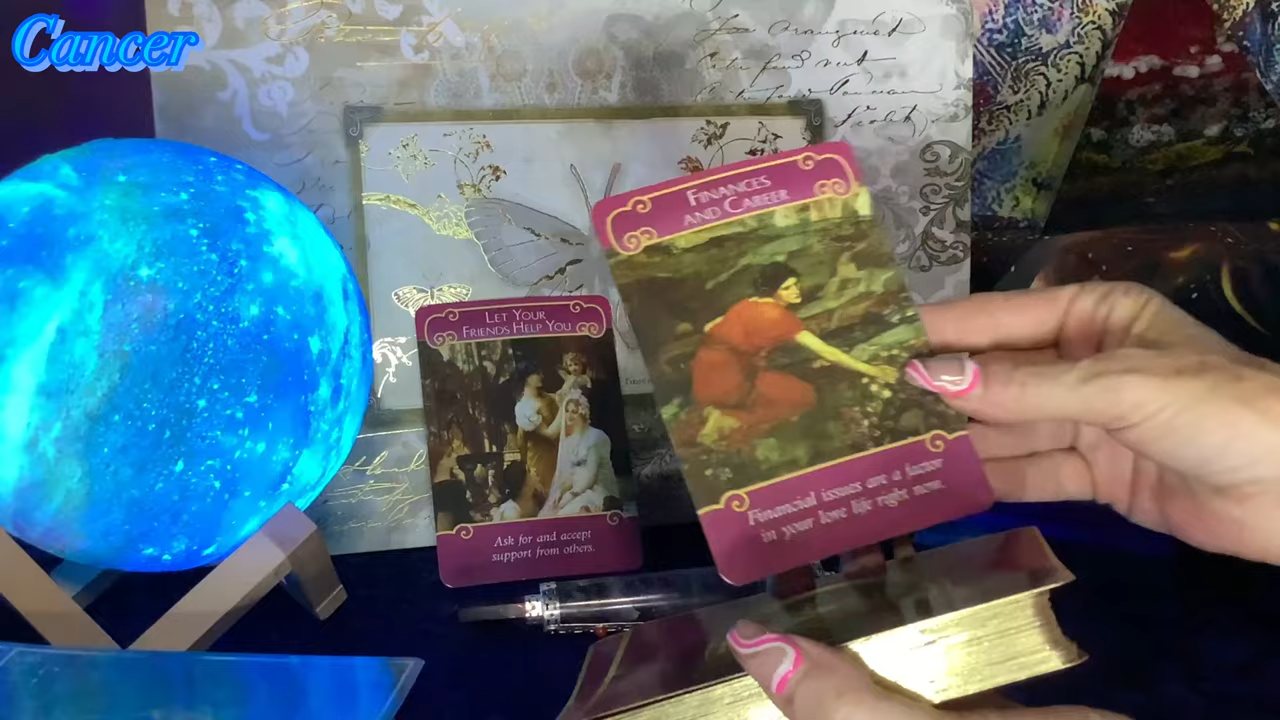 Cancer
FINANCES
AND CAREER
LET YOUR
FRIENDS HELP YOU
Ask for and accept
support from others.
Financial issues are a factor
in your love life right now.